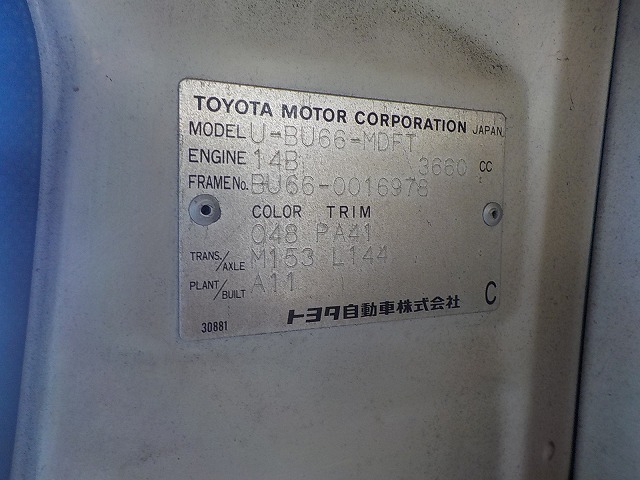 TOYOTA MOTOR CORPORATION JAPAN
MODEL U-BU66-MDFT
ENGINE 14B 3660 CC
FRAME No. BU66-0016978
COLOR TRIM
048 PA41
TRANS./AXLE M153 L144
PLANT/BUILT A11
トヨタ自動車株式会社 C
30881